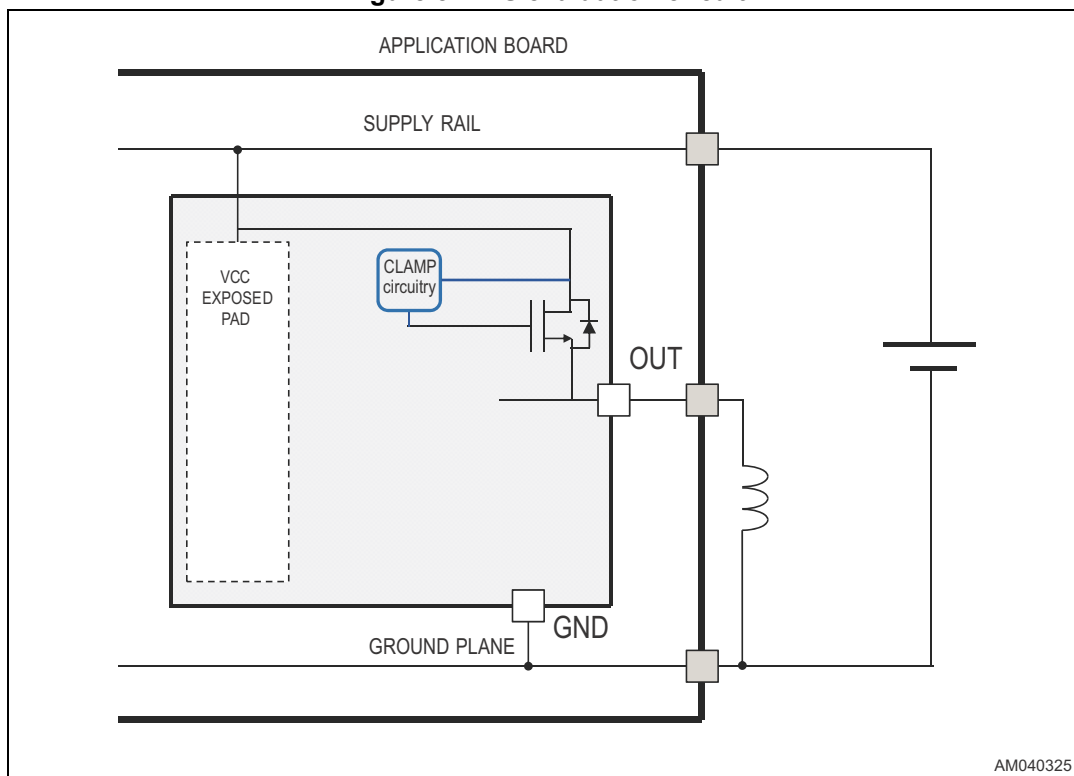 APPLICATION BOARD
SUPPLY RAIL
CLAMP
circuitry
VCC
EXPOSED
PAD
OUT
GND
GROUND PLANE
AM040325